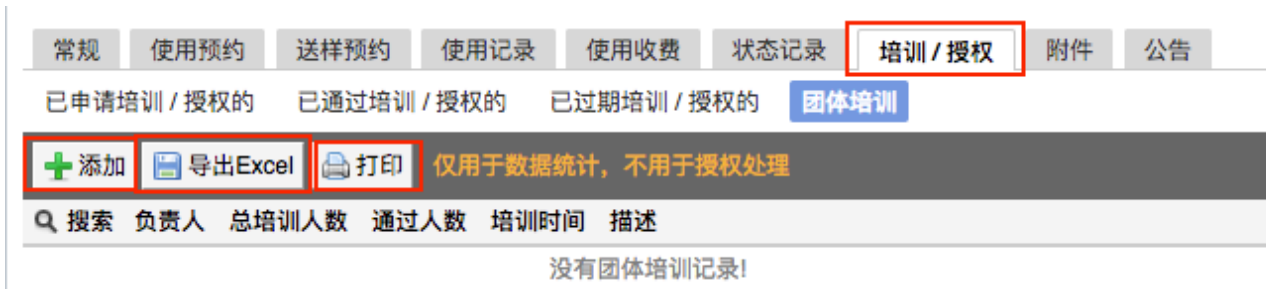 常规 使用预约 送样预约 使用记录 使用收费 状态记录 培训 / 授权 附件 公告
已申请培训 / 授权的 已通过培训 / 授权的 已过期培训 / 授权的 团体培训
添加 导出Excel 打印 仅用于数据统计，不用于授权处理
搜索 负责人 总培训人数 通过人数 培训时间 描述
没有团体培训记录!